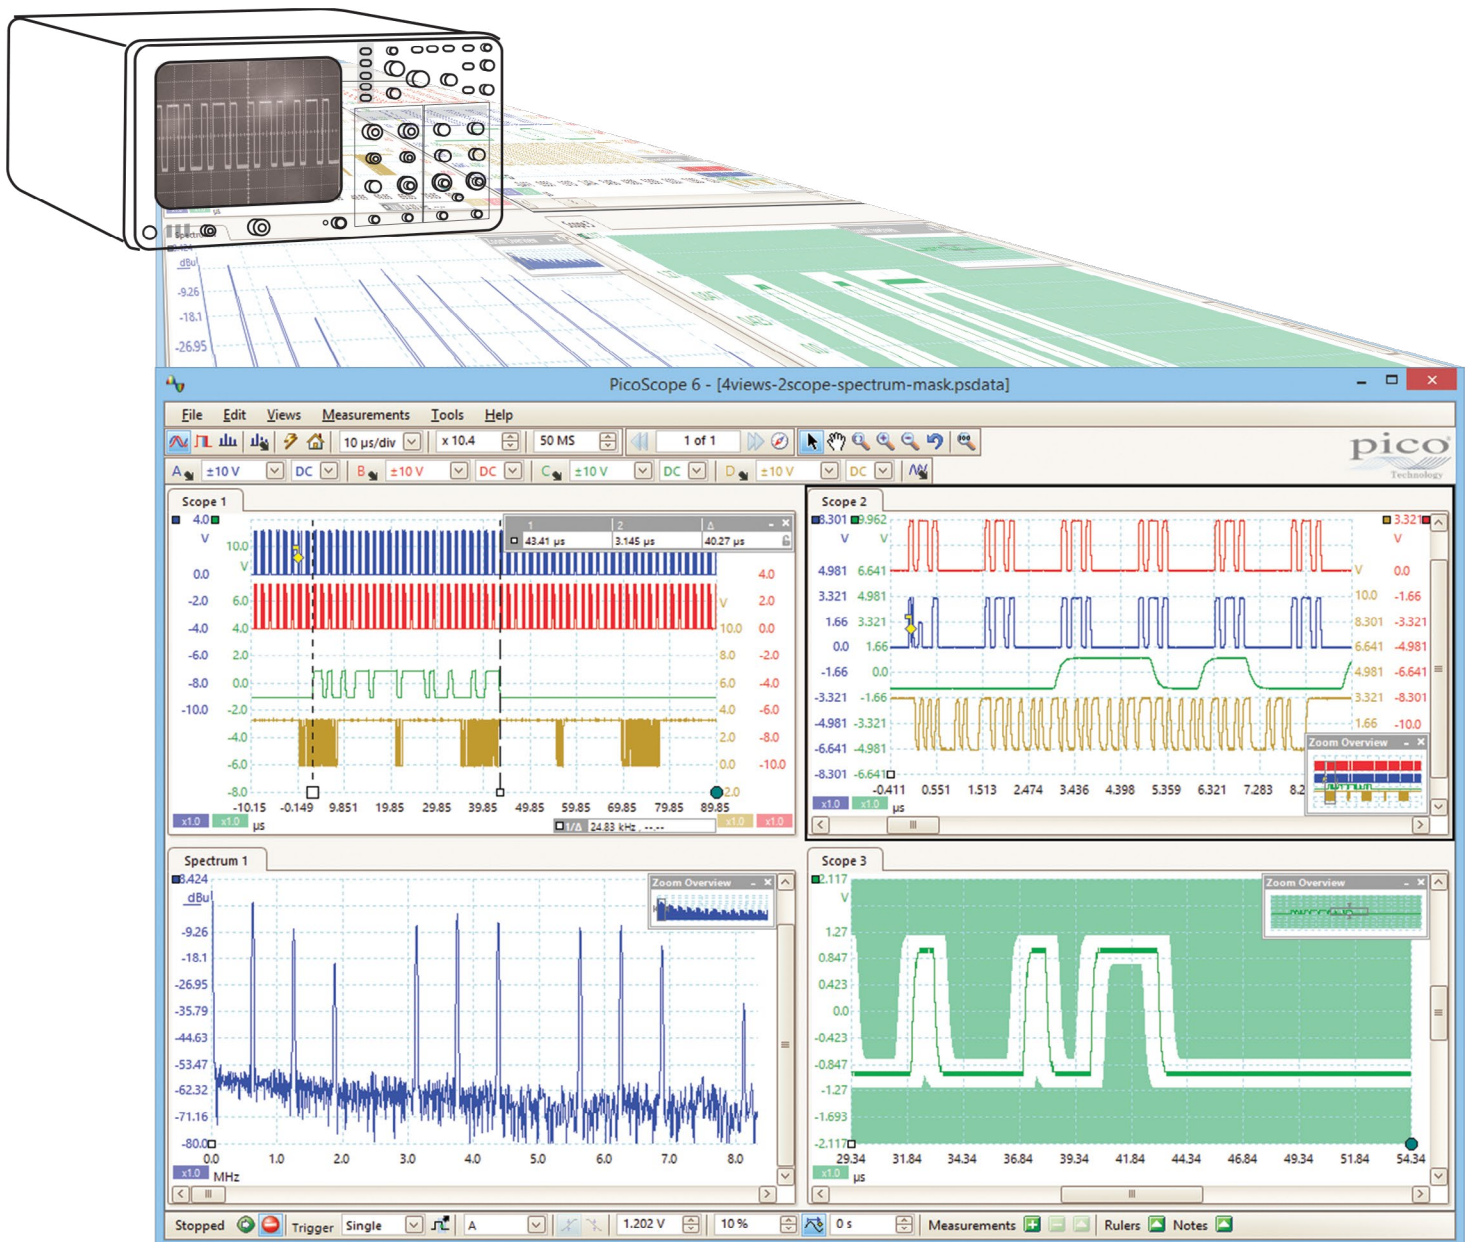 Spectrum
dBu
-9.26
-18.1
-26.95
PicoScope 6 - [4views-2scope-spectrum-mask.psdata]
File Edit Views Measurements Tools Help
10 µs/div x 10.4 50 MS 1 of 1
pico
Technology
A ±10 V DC B ±10 V DC C ±10 V DC D ±10 V DC
Scope 1
4.0
V
0.0
-2.0
-4.0
-6.0
-8.0
-10.0
10.0
V
6.0
4.0
2.0
0.0
-2.0
-4.0
-6.0
-8.0
1 2 Δ
43.41 µs 3.145 µs 40.27 µs
V
10.0
8.0
6.0
4.0
2.0
0.0
-2.0
4.0
2.0
0.0
-2.0
-4.0
-6.0
-8.0
-10.0
-10.15 -0.149 9.851 19.85 29.85 39.85 49.85 59.85 69.85 79.85 89.85
x1.0 x1.0 µs
1/Δ 24.83 kHz , --.--
x1.0 x1.0
Scope 2
8.301
V
4.981
3.321
1.66
0.0
-1.66
-3.321
-4.981
-6.641
-8.301
9.962
V
6.641
4.981
3.321
1.66
0.0
-1.66
-3.321
-4.981
-6.641
V
10.0
8.301
6.641
4.981
3.321
1.66
3.321
V
0.0
-1.66
-3.321
-4.981
-6.641
-8.301
-10.0
Zoom Overview
-0.411 0.551 1.513 2.474 3.436 4.398 5.359 6.321 7.283 8.2
x1.0 x1.0 µs
Spectrum 1
8.424
dBu
-9.26
-18.1
-26.95
-35.79
-44.63
-53.47
-62.32
-71.16
-80.0
Zoom Overview
0.0 1.0 2.0 3.0 4.0 5.0 6.0 7.0 8.0
x1.0 MHz
Scope 3
2.117
V
1.27
0.847
0.423
0.0
-0.423
-0.847
-1.27
-1.693
-2.117
Zoom Overview
29.34 31.84 34.34 36.84 39.34 41.84 44.34 46.84 49.34 51.84 54.34
x1.0 µs
Stopped Trigger Single A 1.202 V 10 % 0 s Measurements Rulers Notes